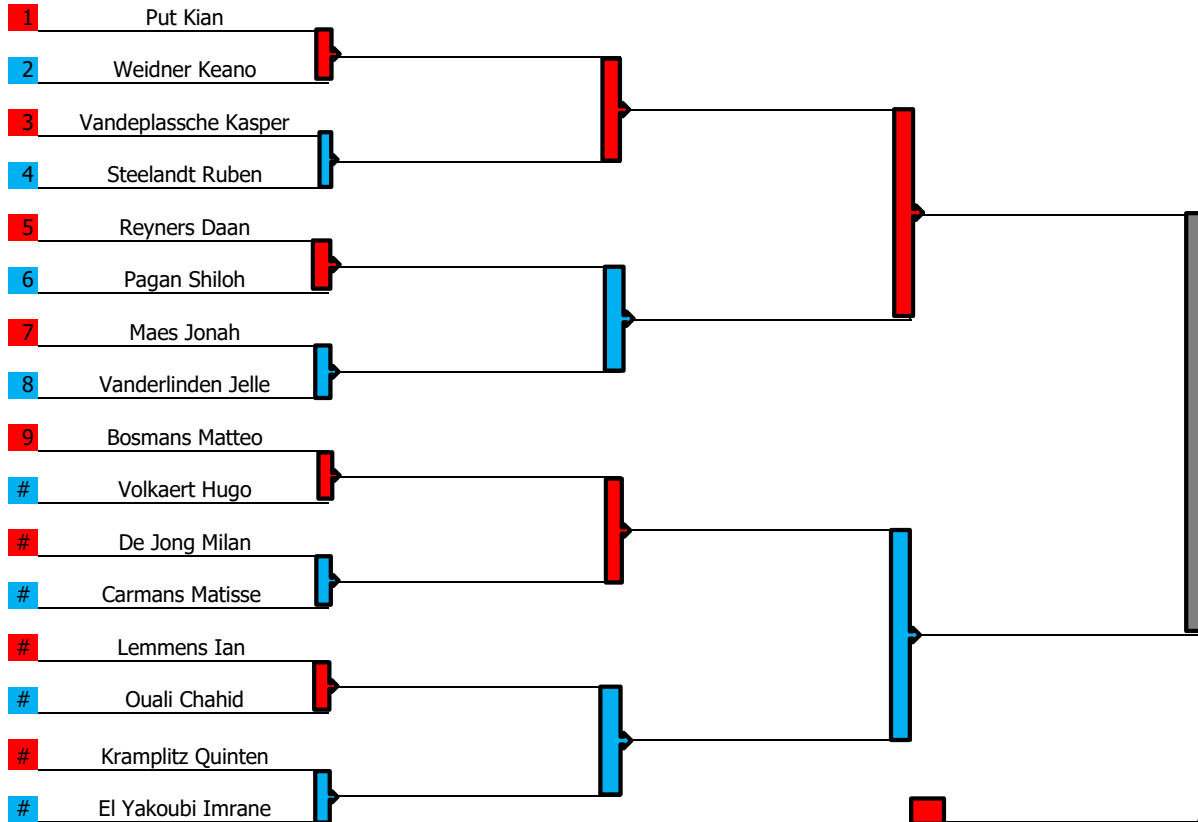 1 Put Kian
2 Weidner Keano
3 Vandeplassche Kasper
4 Steelandt Ruben
5 Reyners Daan
6 Pagan Shiloh
7 Maes Jonah
8 Vanderlinden Jelle
9 Bosmans Matteo
# Volkaert Hugo
# De Jong Milan
# Carmans Matisse
# Lemmens Ian
# Ouali Chahid
# Kramplitz Quinten
# El Yakoubi Imrane